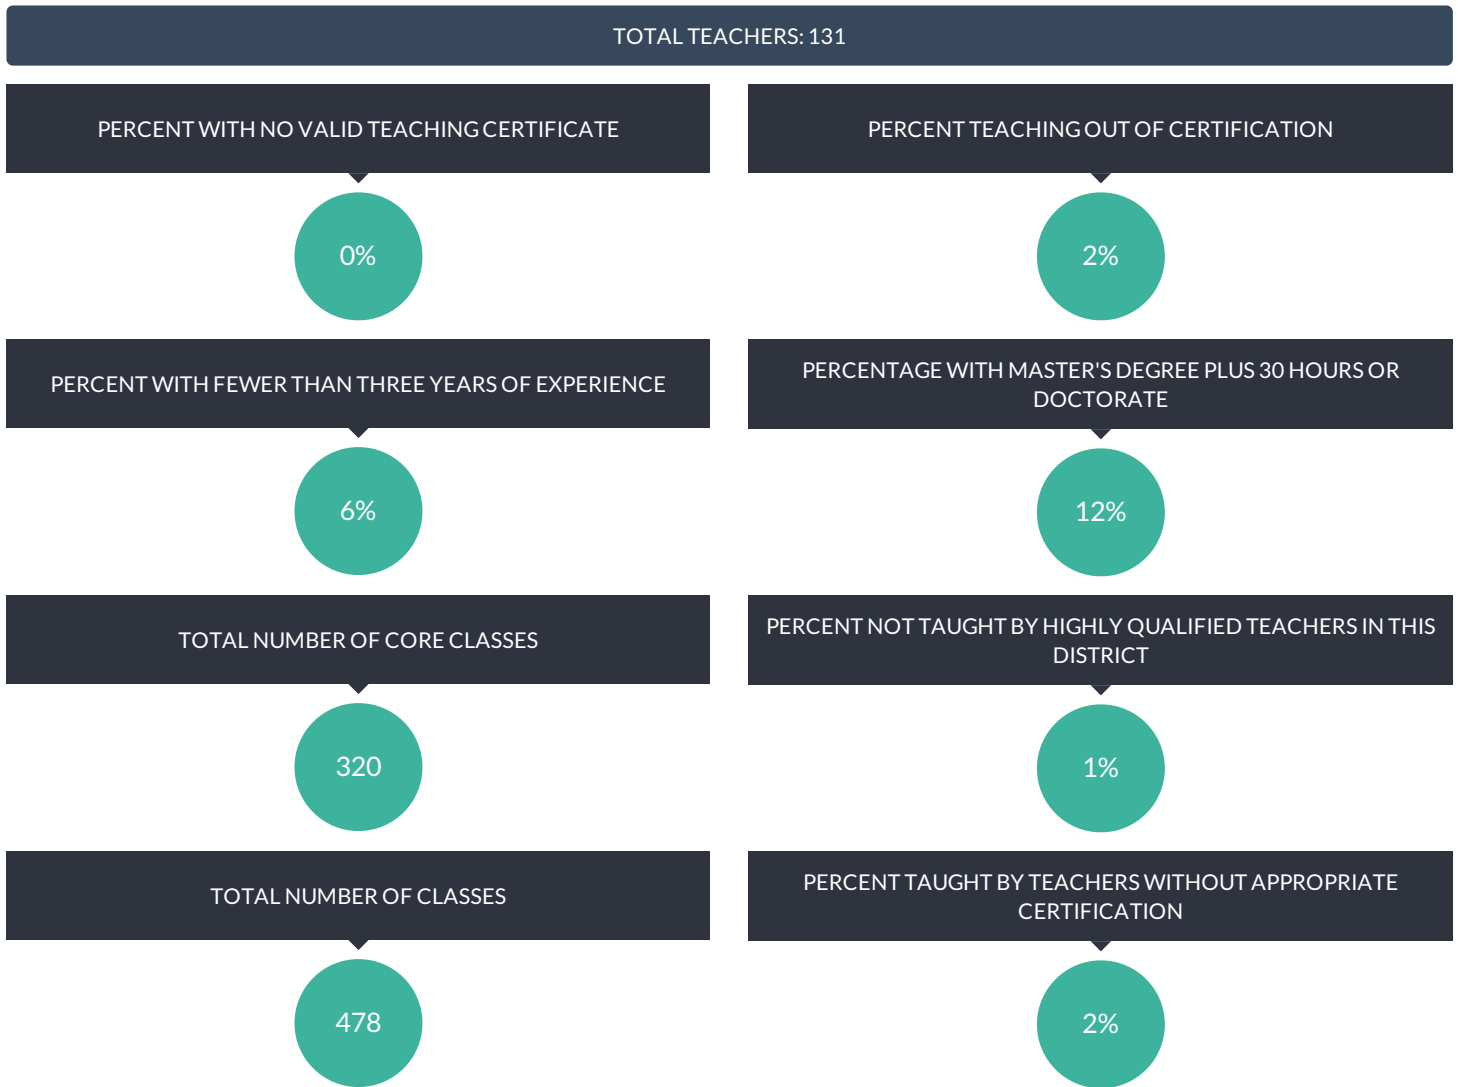 TOTAL TEACHERS: 131
PERCENT WITH NO VALID TEACHING CERTIFICATE
0%
PERCENT TEACHING OUT OF CERTIFICATION
2%
PERCENT WITH FEWER THAN THREE YEARS OF EXPERIENCE
6%
PERCENTAGE WITH MASTER'S DEGREE PLUS 30 HOURS OR
DOCTORATE
12%
TOTAL NUMBER OF CORE CLASSES
320
PERCENT NOT TAUGHT BY HIGHLY QUALIFIED TEACHERS IN THIS
DISTRICT
1%
TOTAL NUMBER OF CLASSES
478
PERCENT TAUGHT BY TEACHERS WITHOUT APPROPRIATE
CERTIFICATION
2%